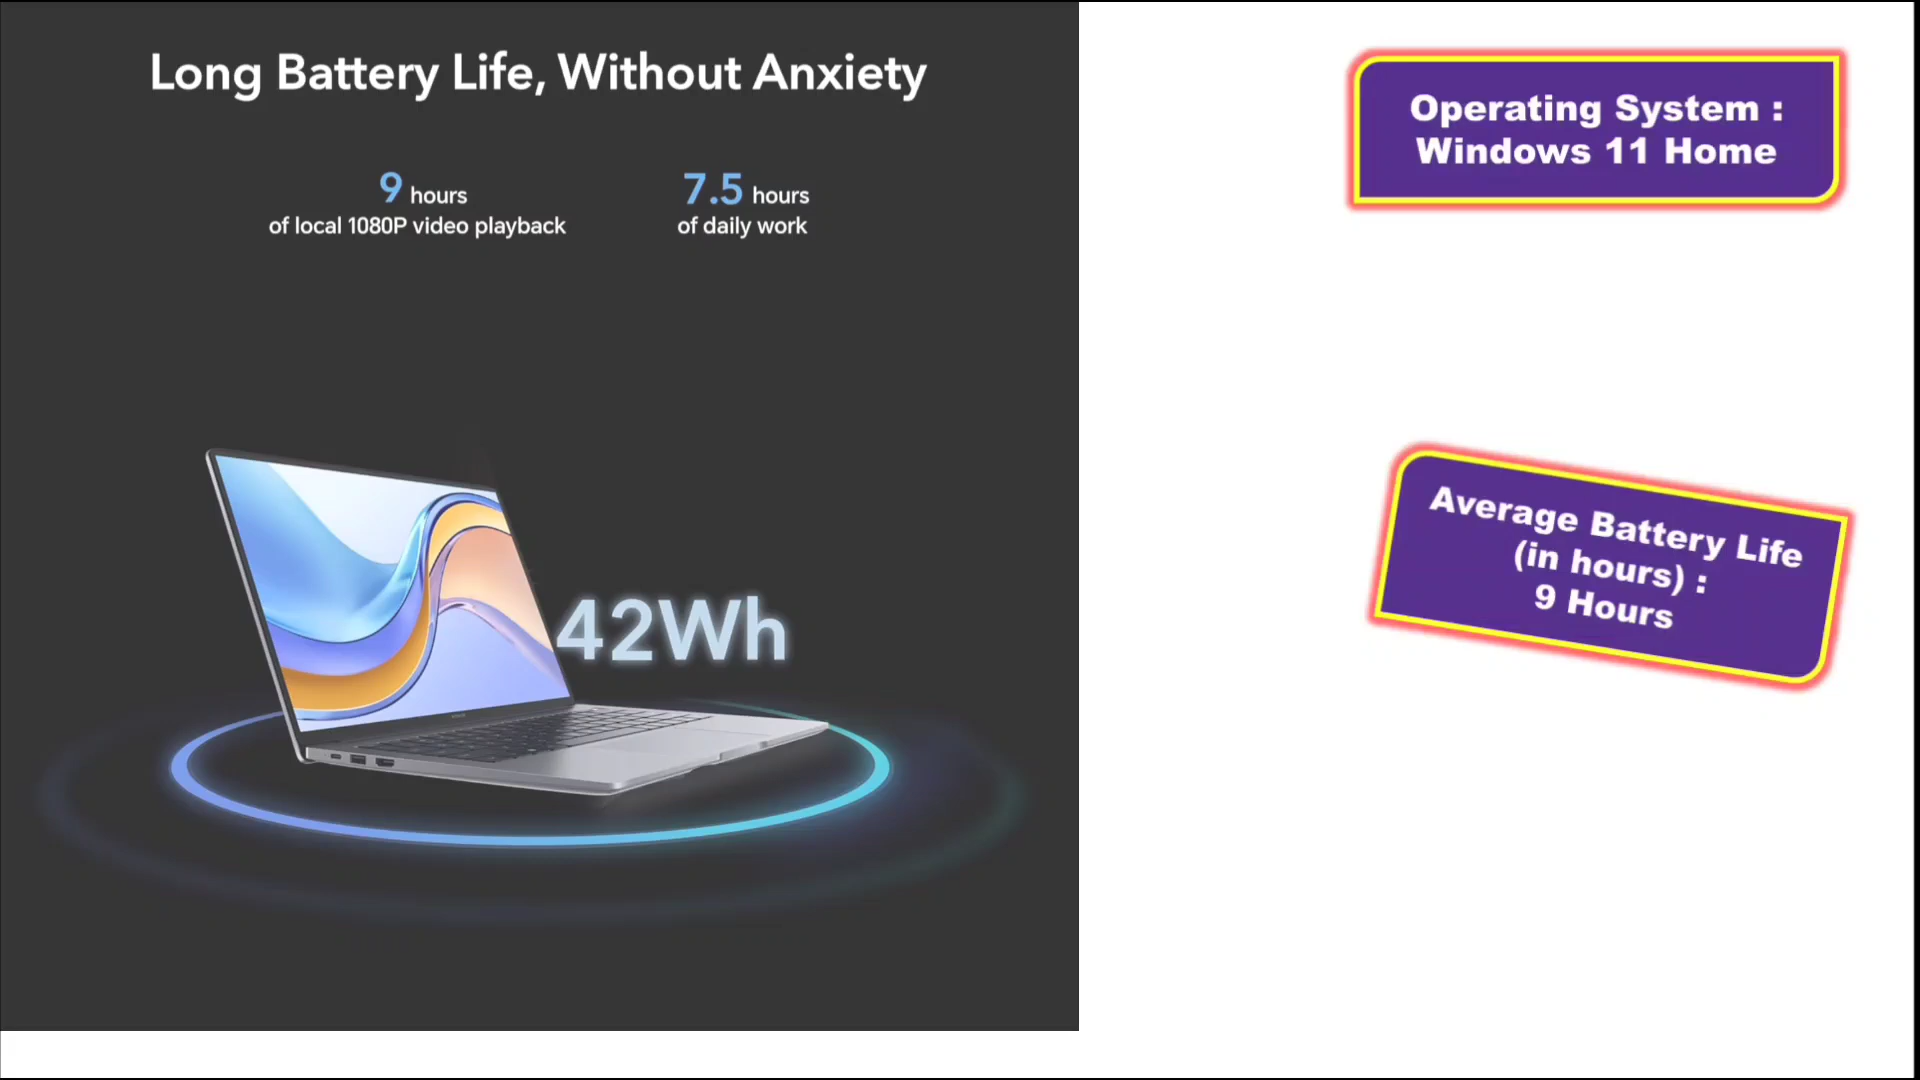 Long Battery Life, Without Anxiety
9 hours
of local 1080P video playback
7.5 hours
of daily work
42Wh
Operating System :
Windows 11 Home
Average Battery Life
(in hours) :
9 Hours